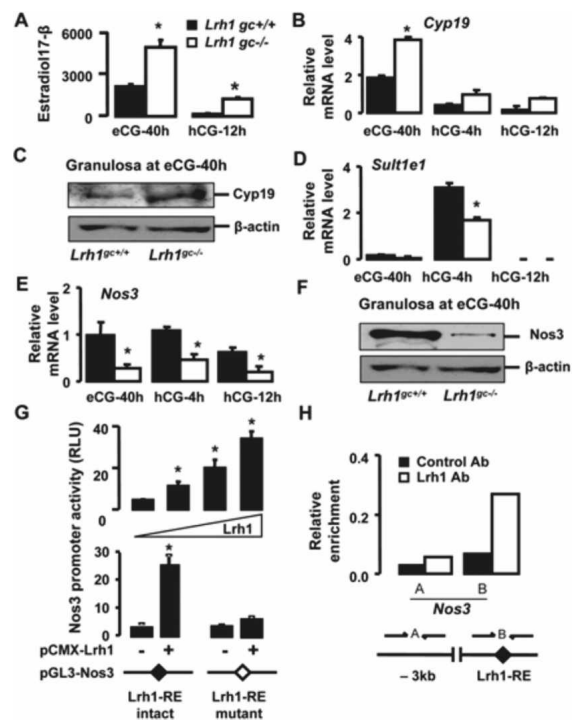 A
Lrh1 gc+/+
Lrh1 gc-/-
Estradiol17-β
6000
3000
0
*
*
eCG-40h
hCG-12h
B
Cyp19
Relative mRNA level
4
2
0
*
eCG-40h
hCG-4h
hCG-12h
C
Granulosa at eCG-40h
Cyp19
β-actin
Lrh1gc+/+
Lrh1gc-/-
D
Sult1e1
Relative mRNA level
4
2
0
*
eCG-40h
hCG-4h
hCG-12h
E
Nos3
Relative mRNA level
2
1
0
*
*
*
eCG-40h
hCG-4h
hCG-12h
F
Granulosa at eCG-40h
Nos3
β-actin
Lrh1gc+/+
Lrh1gc-/-
G
Nos3 promoter activity (RLU)
40
20
0
*
*
*
Lrh1
30
20
10
0
*
pCMX-Lrh1
- + - +
pGL3-Nos3
Lrh1-RE intact
Lrh1-RE mutant
H
Control Ab
Lrh1 Ab
Relative enrichment
0.4
0.2
0.0
A
B
Nos3
A
B
– 3kb
Lrh1-RE